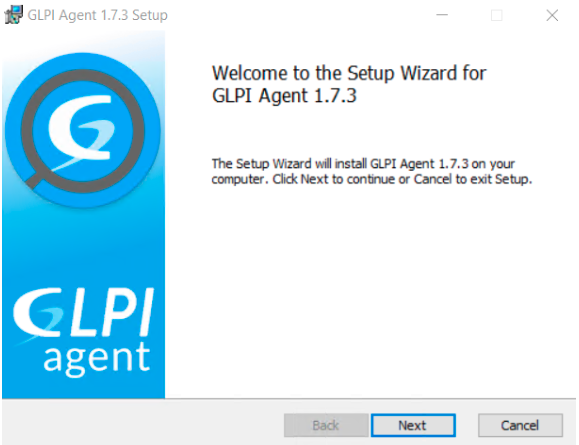 GLPI Agent 1.7.3 Setup
Welcome to the Setup Wizard for
GLPI Agent 1.7.3
The Setup Wizard will install GLPI Agent 1.7.3 on your
computer. Click Next to continue or Cancel to exit Setup.
GLPI
agent
Back
Next
Cancel